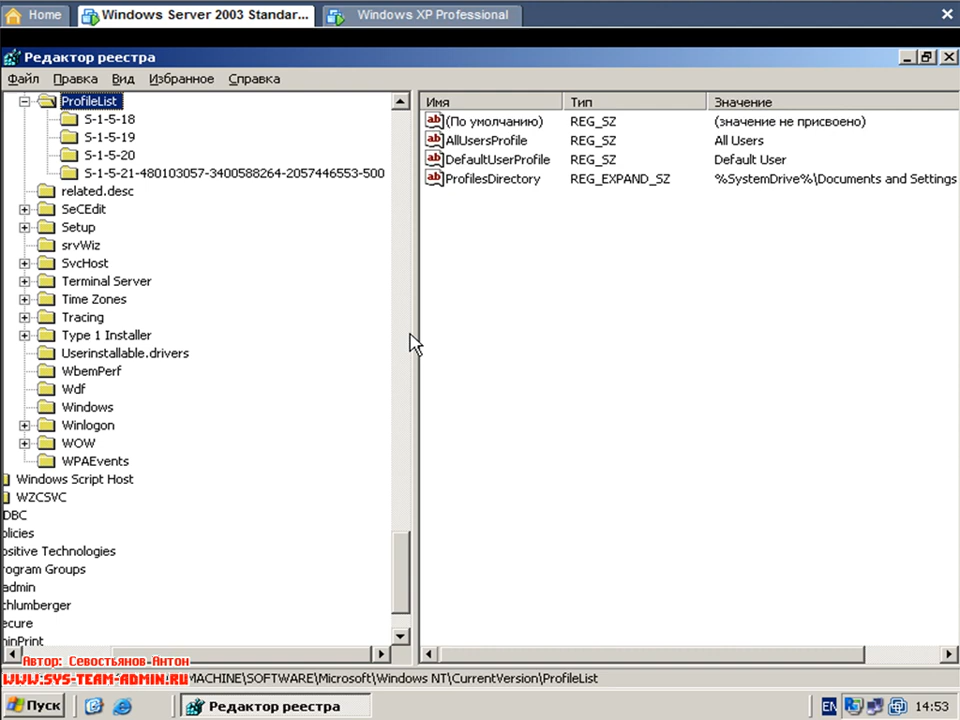 Home
Windows Server 2003 Standar...
Windows XP Professional
Редактор реестра
Файл Правка Вид Избранное Справка
ProfileList
S-1-5-18
S-1-5-19
S-1-5-20
S-1-5-21-480103057-3400588264-2057446553-500
related.desc
SeCEdit
Setup
srvWiz
SvcHost
Terminal Server
Time Zones
Tracing
Type 1 Installer
Userinstallable.drivers
WbemPerf
Wdf
Windows
Winlogon
WOW
WPAEvents
Windows Script Host
WZCSVC
DBC
olicies
ositive Technologies
rogram Groups
admin
chlumberger
ecure
Имя Тип Значение
(По умолчанию) REG_SZ (значение не присвоено)
AllUsersProfile REG_SZ All Users
DefaultUserProfile REG_SZ Default User
ProfilesDirectory REG_EXPAND_SZ %SystemDrive%\Documents and Settings
Автор: Севостьянов Антон
WWW.SYS-TEAM-ADMIN.RU
MACHINE\SOFTWARE\Microsoft\Windows NT\CurrentVersion\ProfileList
Пуск
Редактор реестра
EN
14:53